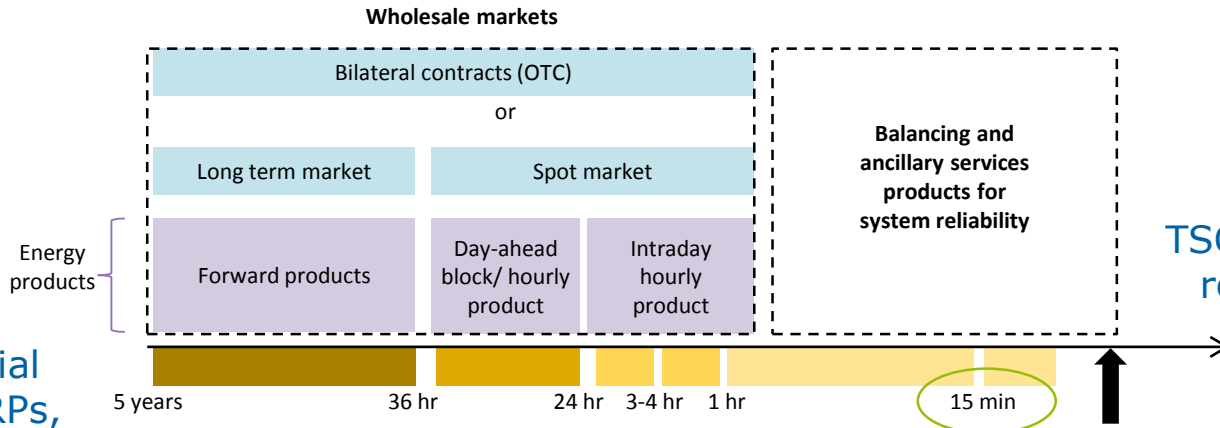 Wholesale markets
Bilateral contracts (OTC)
or
Long term market
Spot market
Energy
products
Forward products
Day-ahead
block/ hourly
product
Intraday
hourly
product
Balancing and
ancillary services
products for
system reliability
5 years
36 hr
24 hr
3-4 hr
1 hr
15 min